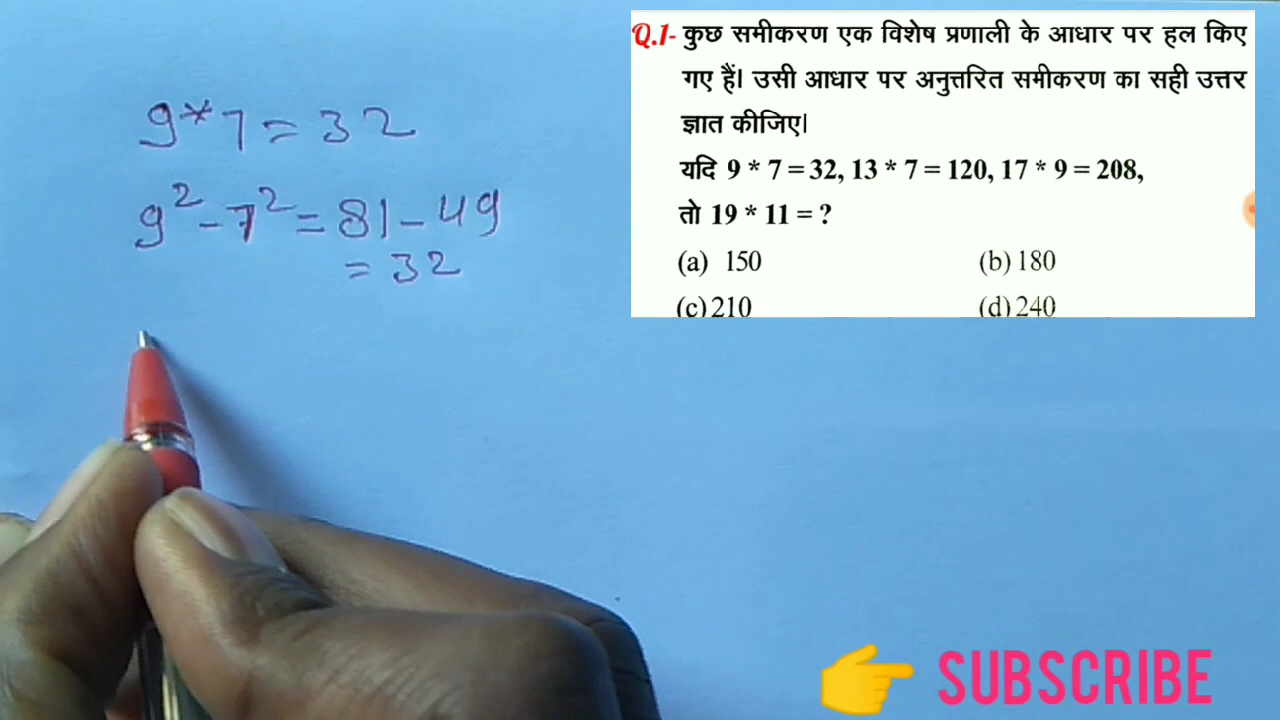 9*7=32
9²-7²=81-49
=32
Q.1- कुछ समीकरण एक विशेष प्रणाली के आधार पर हल किए
गए हैं। उसी आधार पर अनुत्तरित समीकरण का सही उत्तर
ज्ञात कीजिए।
यदि 9 * 7 = 32, 13 * 7 = 120, 17 * 9 = 208,
तो 19 * 11 = ?
(a) 150 (b) 180
(c) 210 (d) 240
SUBSCRIBE